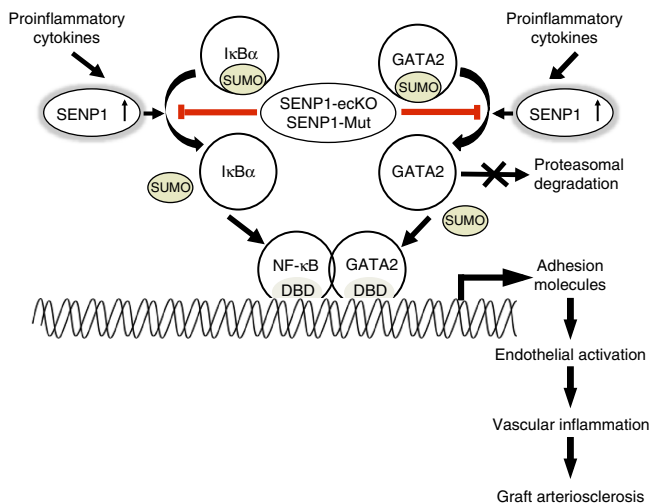 Proinflammatory
cytokines
SENP1
IκBα
SUMO
SENP1-ecKO
SENP1-Mut
GATA2
SUMO
Proinflammatory
cytokines
SENP1
SUMO
IκBα
GATA2
SUMO
Proteasomal
degradation
NF-κB
DBD
GATA2
DBD
Adhesion
molecules
Endothelial activation
Vascular inflammation
Graft arteriosclerosis